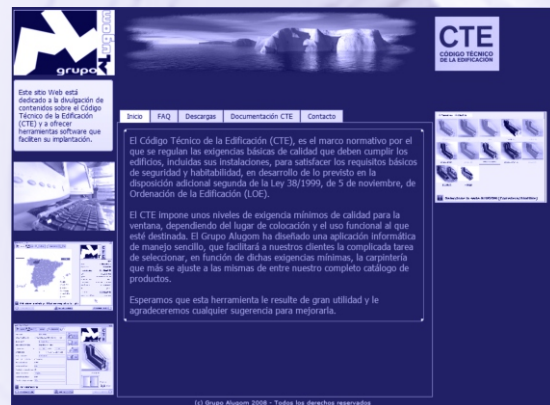 grupo
alugom
CTE
CÓDIGO TÉCNICO
DE LA EDIFICACIÓN
Este sitio Web está
dedicado a la divulgación de
contenidos sobre el Código
Técnico de la Edificación
(CTE) y a ofrecer
herramientas software que
faciliten su implantación.
Inicio FAQ Descargas Documentación CTE Contacto
El Código Técnico de la Edificación (CTE), es el marco normativo por el
que se regulan las exigencias básicas de calidad que deben cumplir los
edificios, incluidas sus instalaciones, para satisfacer los requisitos básicos
de seguridad y habitabilidad, en desarrollo de lo previsto en la
disposición adicional segunda de la Ley 38/1999, de 5 de noviembre, de
Ordenación de la Edificación (LOE).
El CTE impone unos niveles de exigencia mínimos de calidad para la
ventana, dependiendo del lugar de colocación y el uso funcional al que
esté destinada. El Grupo Alugom ha diseñado una aplicación informática
de manejo sencillo, que facilitará a nuestros clientes la complicada tarea
de seleccionar, en función de dichas exigencias mínimas, la carpintería
que más se ajuste a las mismas de entre nuestro completo catálogo de
productos.
Esperamos que esta herramienta le resulte de gran utilidad y le
agradeceremos cualquier sugerencia para mejorarla.
(c) Grupo Alugom 2008 - Todos los derechos reservados